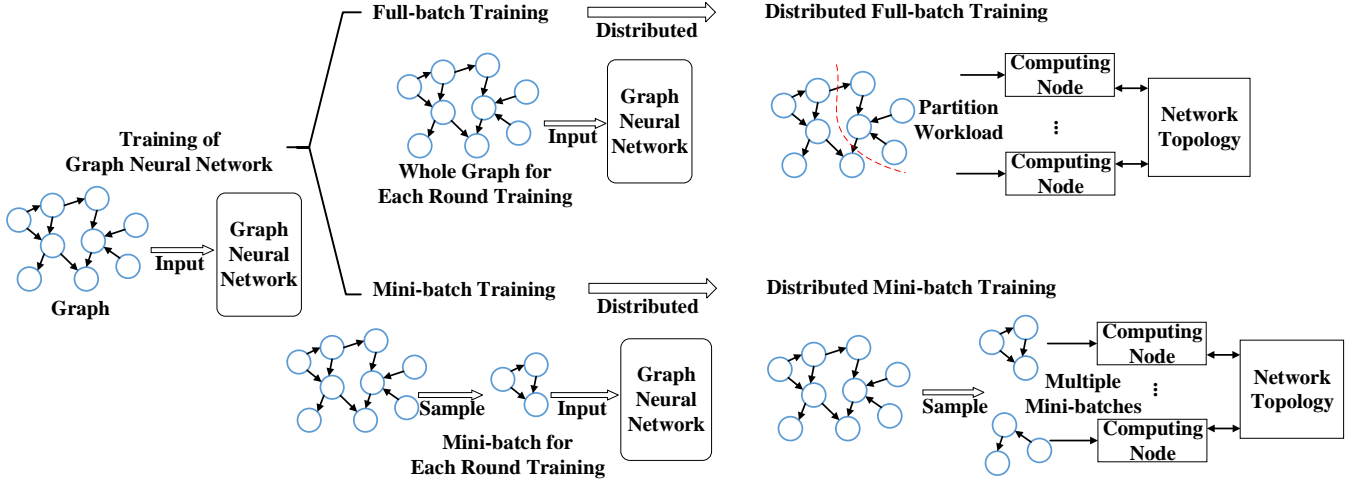 Training of
Graph Neural Network
Graph
Input
Graph
Neural
Network
Full-batch Training
Distributed
Distributed Full-batch Training
Whole Graph for
Each Round Training
Input
Graph
Neural
Network
Partition
Workload
Computing
Node
...
Computing
Node
Network
Topology
Mini-batch Training
Distributed
Distributed Mini-batch Training
Sample
Mini-batch for
Each Round Training
Input
Graph
Neural
Network
Sample
Multiple
Mini-batches
Computing
Node
...
Computing
Node
Network
Topology